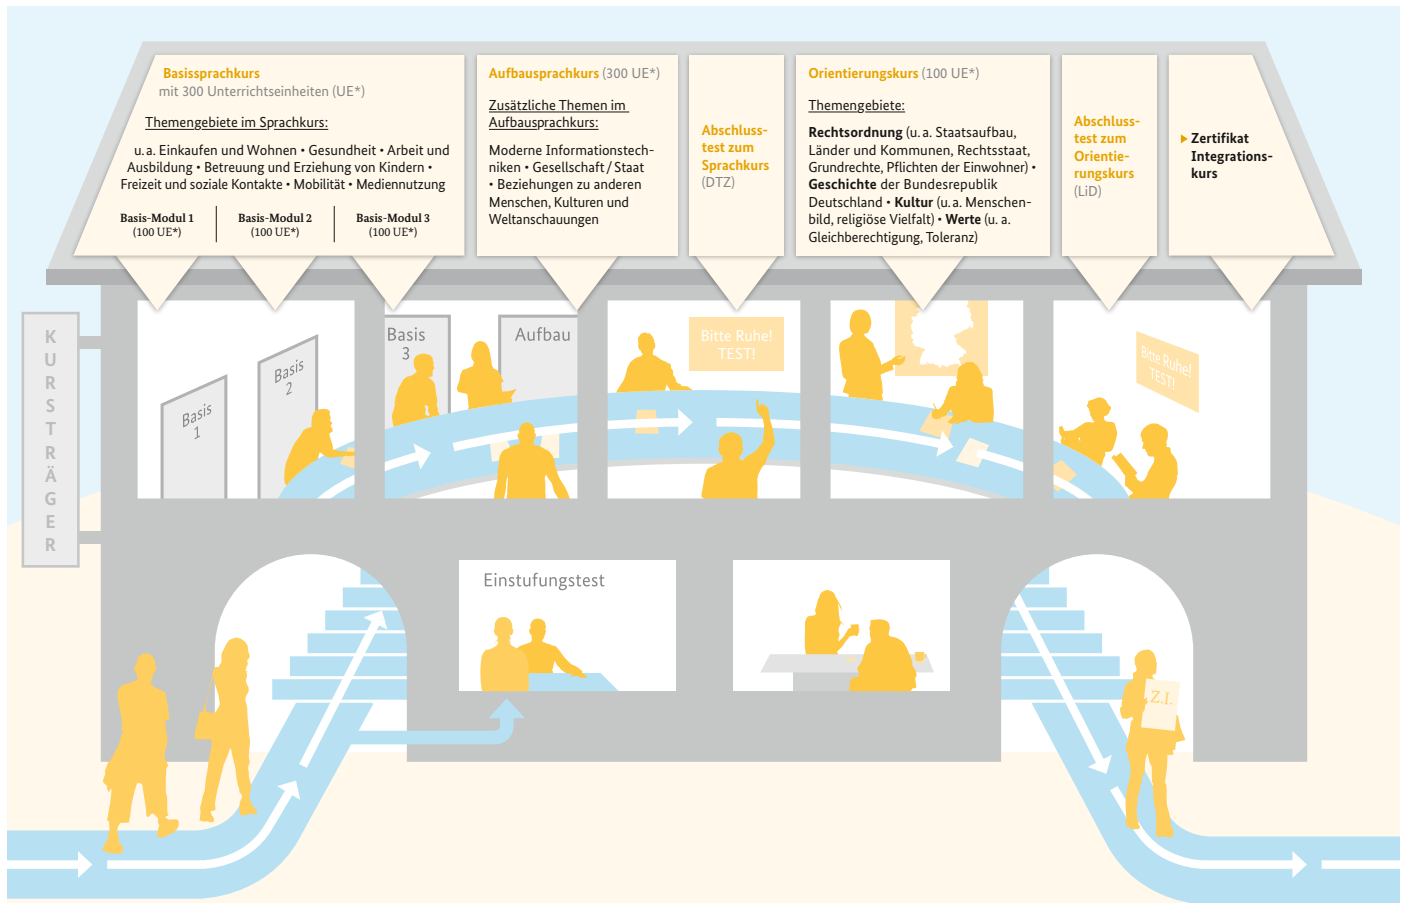 Basissprachkurs
mit 300 Unterrichtseinheiten (UE*)
Themengebiete im Sprachkurs:
u. a. Einkaufen und Wohnen • Gesundheit • Arbeit und
Ausbildung • Betreuung und Erziehung von Kindern •
Freizeit und soziale Kontakte • Mobilität • Mediennutzung
Basis-Modul 1
(100 UE*)
Basis-Modul 2
(100 UE*)
Basis-Modul 3
(100 UE*)
Aufbausprachkurs (300 UE*)
Zusätzliche Themen im
Aufbausprachkurs:
Moderne Informationstech-
niken • Gesellschaft / Staat
• Beziehungen zu anderen
Menschen, Kulturen und
Weltanschauungen
Abschluss-
test zum
Sprachkurs
(DTZ)
Orientierungskurs (100 UE*)
Themengebiete:
Rechtsordnung (u. a. Staatsaufbau,
Länder und Kommunen, Rechtsstaat,
Grundrechte, Pflichten der Einwohner) •
Geschichte der Bundesrepublik
Deutschland • Kultur (u. a. Menschen-
bild, religiöse Vielfalt) • Werte (u. a.
Gleichberechtigung, Toleranz)
Abschluss-
test zum
Orientie-
rungskurs
(LiD)
Zertifikat
Integrations-
kurs
KURSTRÄGER
Basis
1
Basis
2
Basis
3
Aufbau
Bitte Ruhe!
TEST!
Bitte Ruhe!
TEST!
Einstufungstest
Z.I.